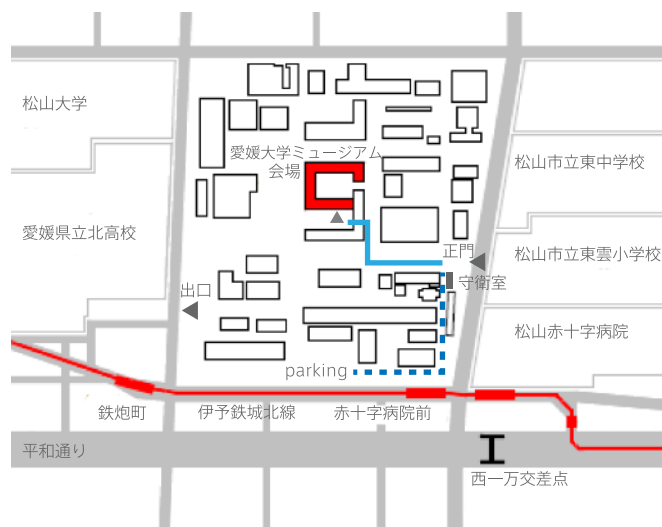 松山大学
愛媛大学ミュージアム
会場
松山市立東中学校
愛媛県立北高校
正門
松山市立東雲小学校
守衛室
出口
松山赤十字病院
parking
鉄炮町
伊予鉄城北線
赤十字病院前
平和通り
西一万交差点